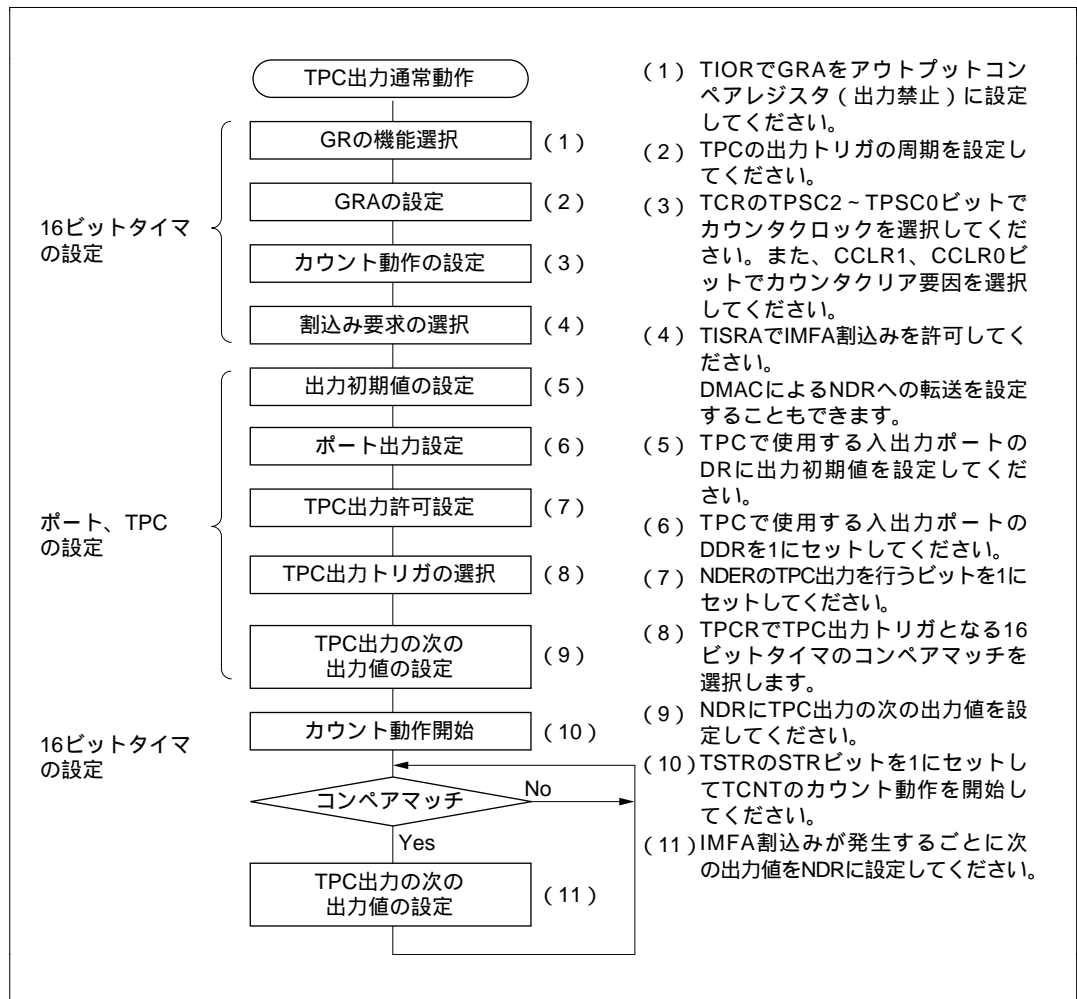 TPC出力通常動作
16ビットタイマ
の設定
GRの機能選択
(1)
GRAの設定
(2)
カウント動作の設定
(3)
割込み要求の選択
(4)
ポート、TPC
の設定
出力初期値の設定
(5)
ポート出力設定
(6)
TPC出力許可設定
(7)
TPC出力トリガの選択
(8)
TPC出力の次の
出力値の設定
(9)
16ビットタイマ
の設定
カウント動作開始
(10)
コンペアマッチ
No
Yes
TPC出力の次の
出力値の設定
(11)
(1) TIORでGRAをアウトプットコン
ペアレジスタ(出力禁止)に設定
してください。
(2) TPCの出力トリガの周期を設定し
てください。
(3) TCRのTPSC2~TPSC0ビットで
カウンタクロックを選択してくだ
さい。また、CCLR1、CCLR0ビ
ットでカウンタクリア要因を選択
してください。
(4) TISRAでIMFA割込みを許可してく
ださい。
DMACによるNDRへの転送を設定
することもできます。
(5) TPCで使用する入出力ポートの
DRに出力初期値を設定してくだ
さい。
(6) TPCで使用する入出力ポートの
DDRを1にセットしてください。
(7) NDERのTPC出力を行うビットを1に
セットしてください。
(8) TPCRでTPC出力トリガとなる16
ビットタイマのコンペアマッチを
選択します。
(9) NDRにTPC出力の次の出力値を設
定してください。
(10)TSTRのSTRビットを1にセットし
てTCNTのカウント動作を開始し
てください。
(11)IMFA割込みが発生するごとに次
の出力値をNDRに設定してください。